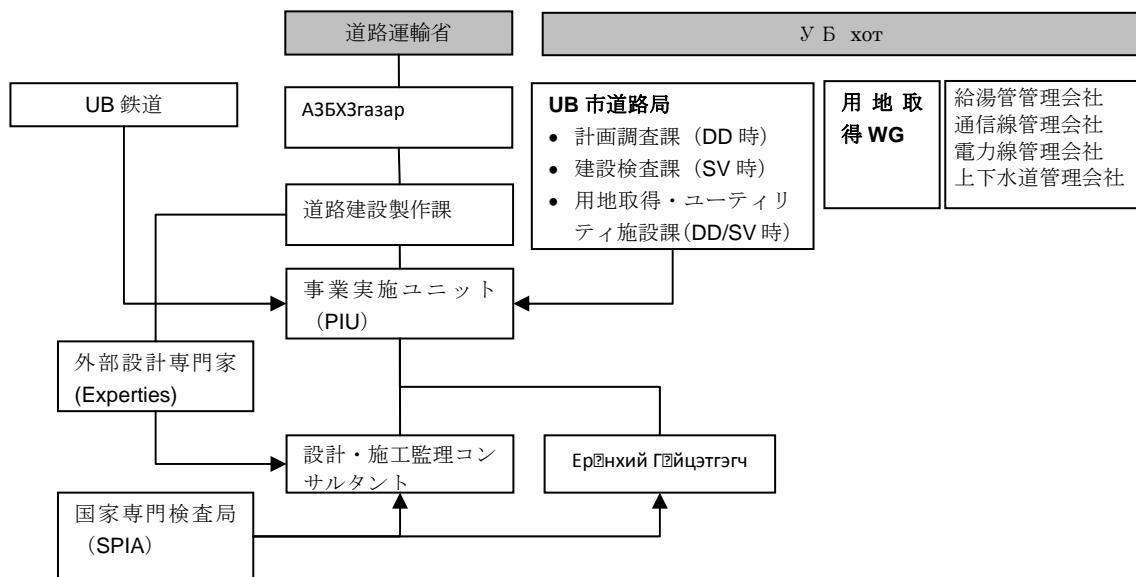 道路運輸省
УБ хот
UB 鉄道
АЗБХЗгазар
UB 市道路局
• 計画調査課（DD 時）
• 建設検査課（SV 時）
• 用地取得・ユーティリ
ティ施設課（DD/SV 時）
用地取
得 WG
給湯管管理会社
通信線管理会社
電力線管理会社
上下水道管理会社
道路建設製作課
事業実施ユニット
（PIU）
外部設計専門家
(Experties)
設計・施工監理コン
サルタント
Ер�нхий Г�йцэтгэгч
国家専門検査局
（SPIA）